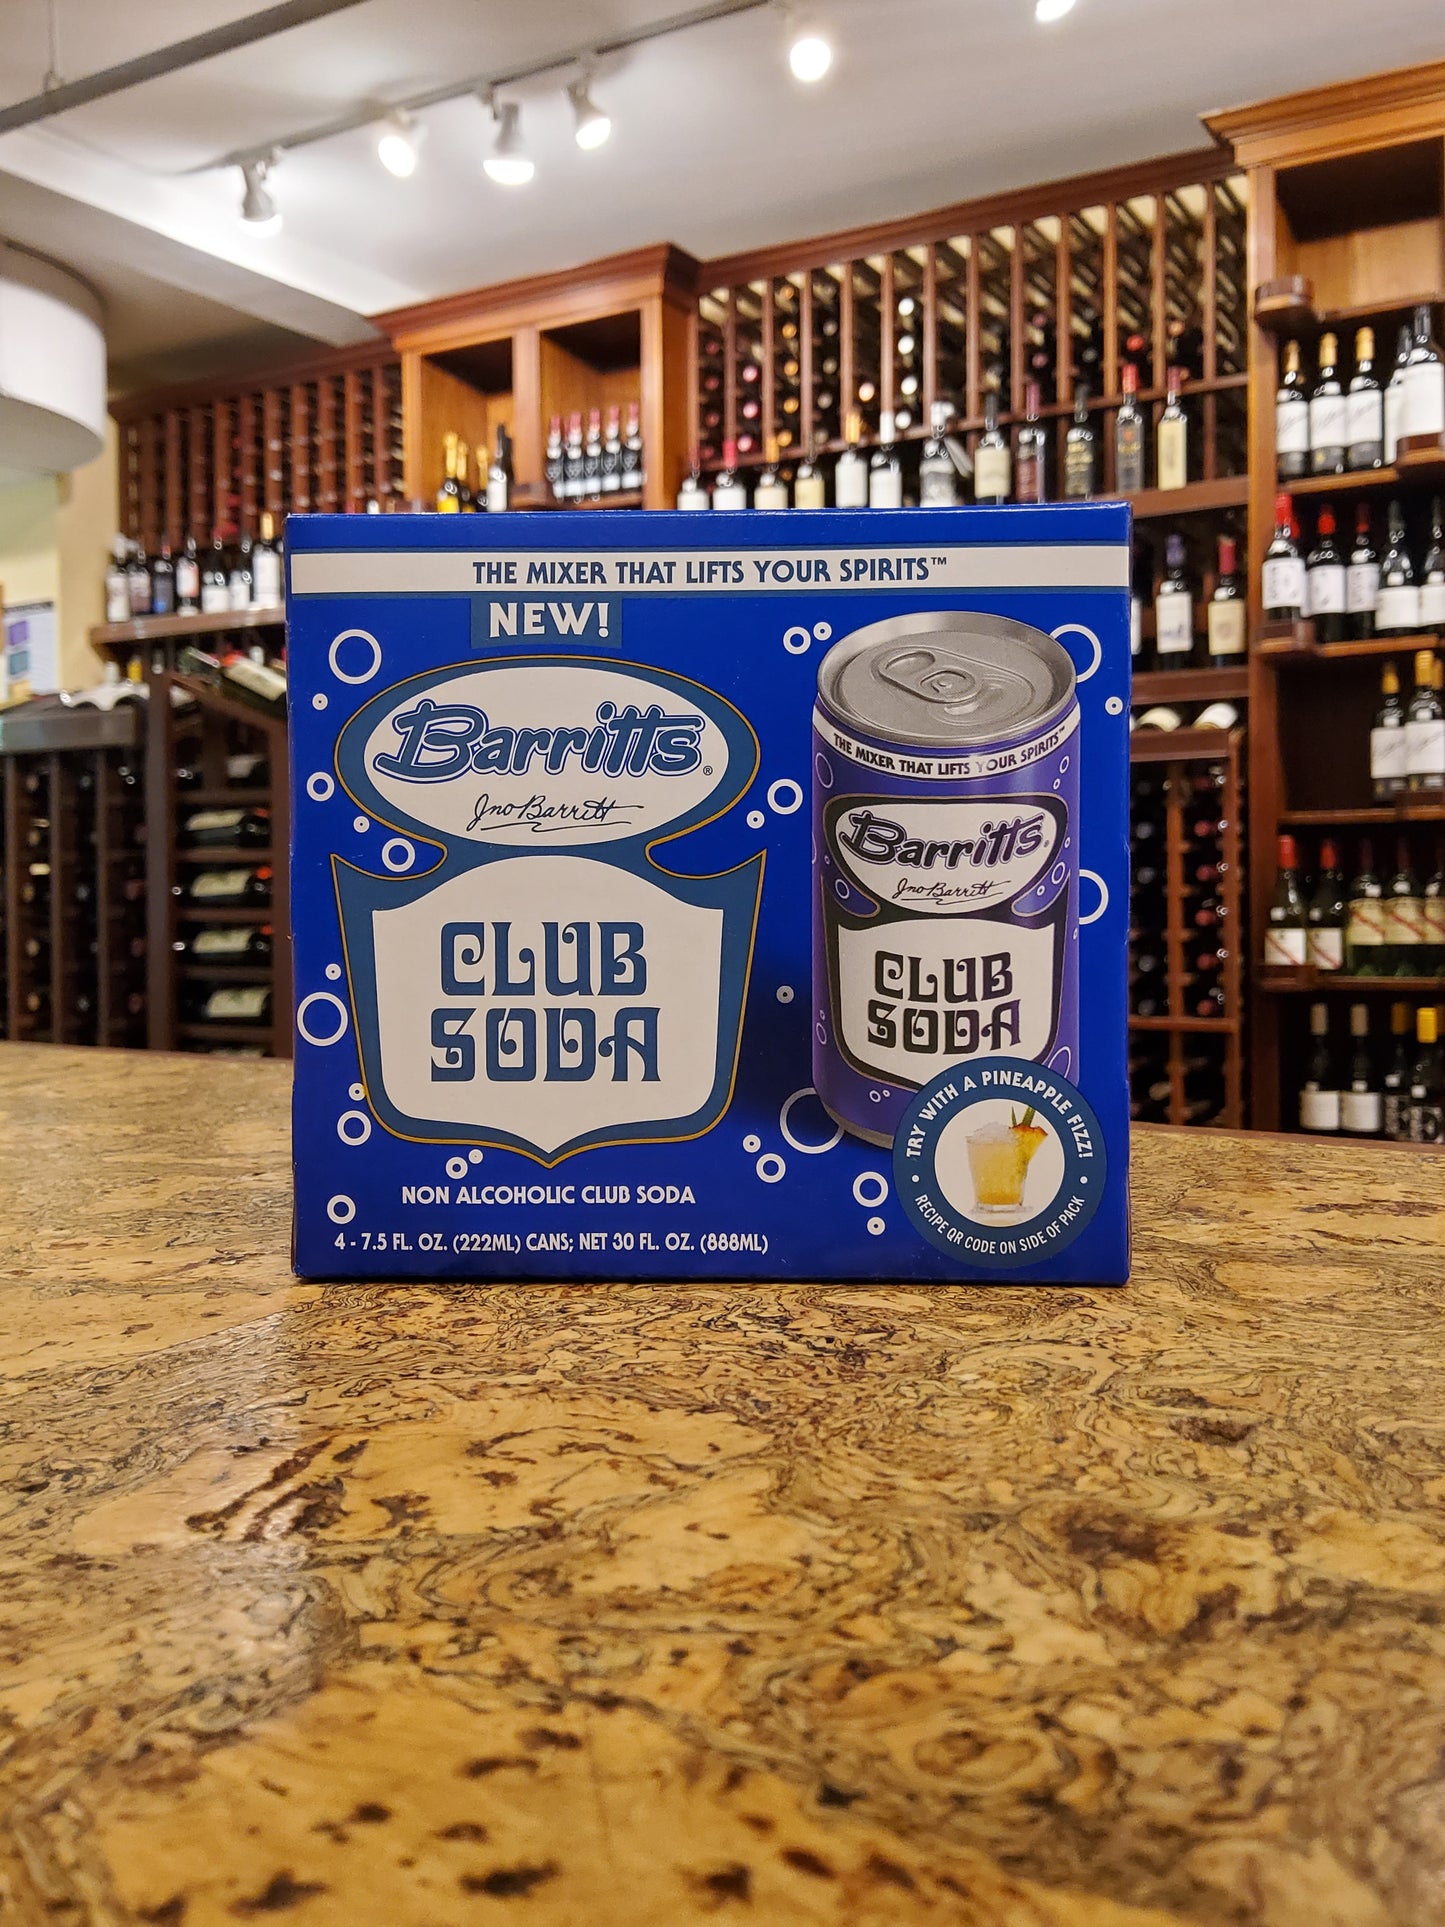 THE MIXER THAT LIFTS YOUR SPIRITS™
NEW!
Barritts®
Jno Barritt
CLUB
SODA
NON ALCOHOLIC CLUB SODA
4 - 7.5 FL. OZ. (222ML) CANS; NET 30 FL. OZ. (888ML)
THE MIXER THAT LIFTS YOUR SPIRITS™
Barritts®
Jno Barritt
CLUB
SODA
TRY WITH A PINEAPPLE FIZZ!
• RECIPE QR CODE ON SIDE OF PACK •